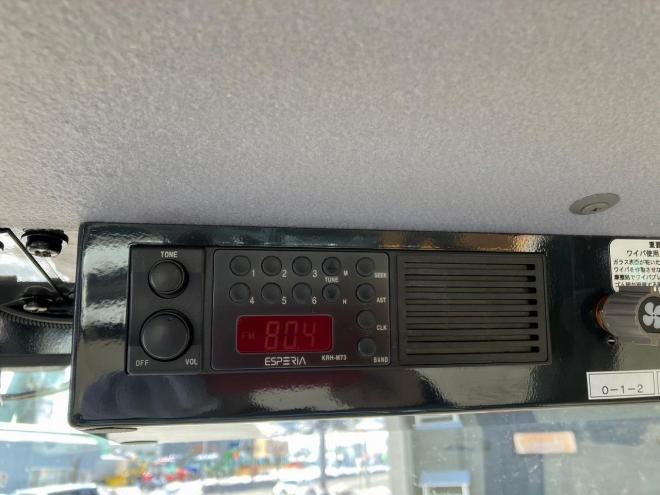 TONE
OFF VOL
1 2 3 TUNE M SEEK
4 5 6 H AST
CLK
BAND
FM 80.4
ESPERIA KRH-M73
重要
ワイパ使用
0-1-2